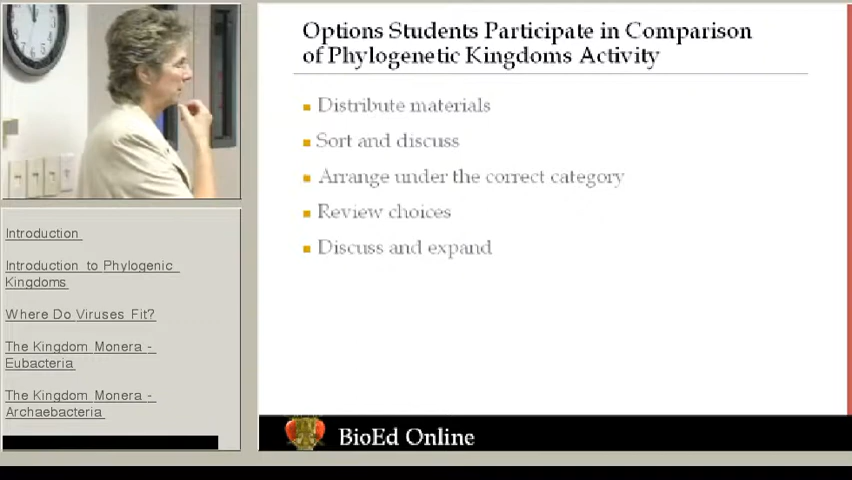 Options Students Participate in Comparison
of Phylogenetic Kingdoms Activity
Distribute materials
Sort and discuss
Arrange under the correct category
Review choices
Discuss and expand
Introduction
Introduction to Phylogenic
Kingdoms
Where Do Viruses Fit?
The Kingdom Monera -
Eubacteria
The Kingdom Monera -
Archaebacteria
BioEd Online